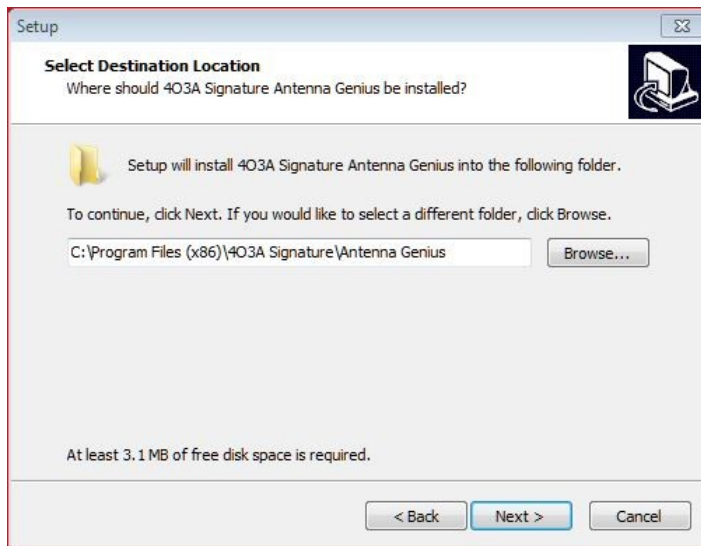 Setup
Select Destination Location
Where should 4O3A Signature Antenna Genius be installed?
Setup will install 4O3A Signature Antenna Genius into the following folder.
To continue, click Next. If you would like to select a different folder, click Browse.
C:\Program Files (x86)\4O3A Signature\Antenna Genius
Browse...
At least 3.1 MB of free disk space is required.
< Back
Next >
Cancel